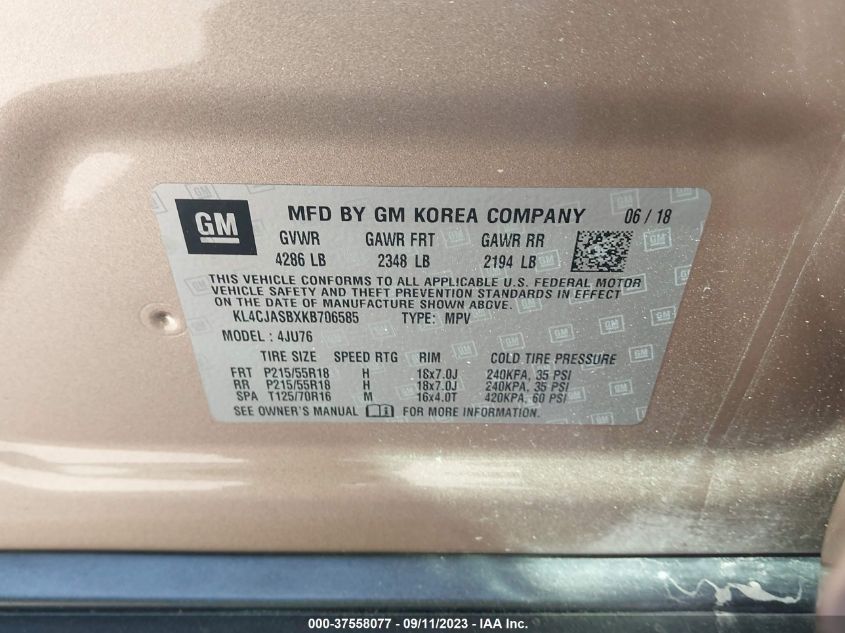 GM MFD BY GM KOREA COMPANY 06 / 18
GVWR GAWR FRT GAWR RR
4286 LB 2348 LB 2194 LB
THIS VEHICLE CONFORMS TO ALL APPLICABLE U.S. FEDERAL MOTOR
VEHICLE SAFETY AND THEFT PREVENTION STANDARDS IN EFFECT
ON THE DATE OF MANUFACTURE SHOWN ABOVE.
KL4CJASBXKB706585 TYPE: MPV
MODEL: 4JU76
TIRE SIZE SPEED RTG RIM COLD TIRE PRESSURE
FRT P215/55R18 H 18x7.0J 240KPA, 35 PSI
RR P215/55R18 H 18x7.0J 240KPA, 35 PSI
SPA T125/70R16 M 16x4.0T 420KPA, 60 PSI
SEE OWNER'S MANUAL FOR MORE INFORMATION.
000-37558077 - 09/11/2023 - IAA Inc.